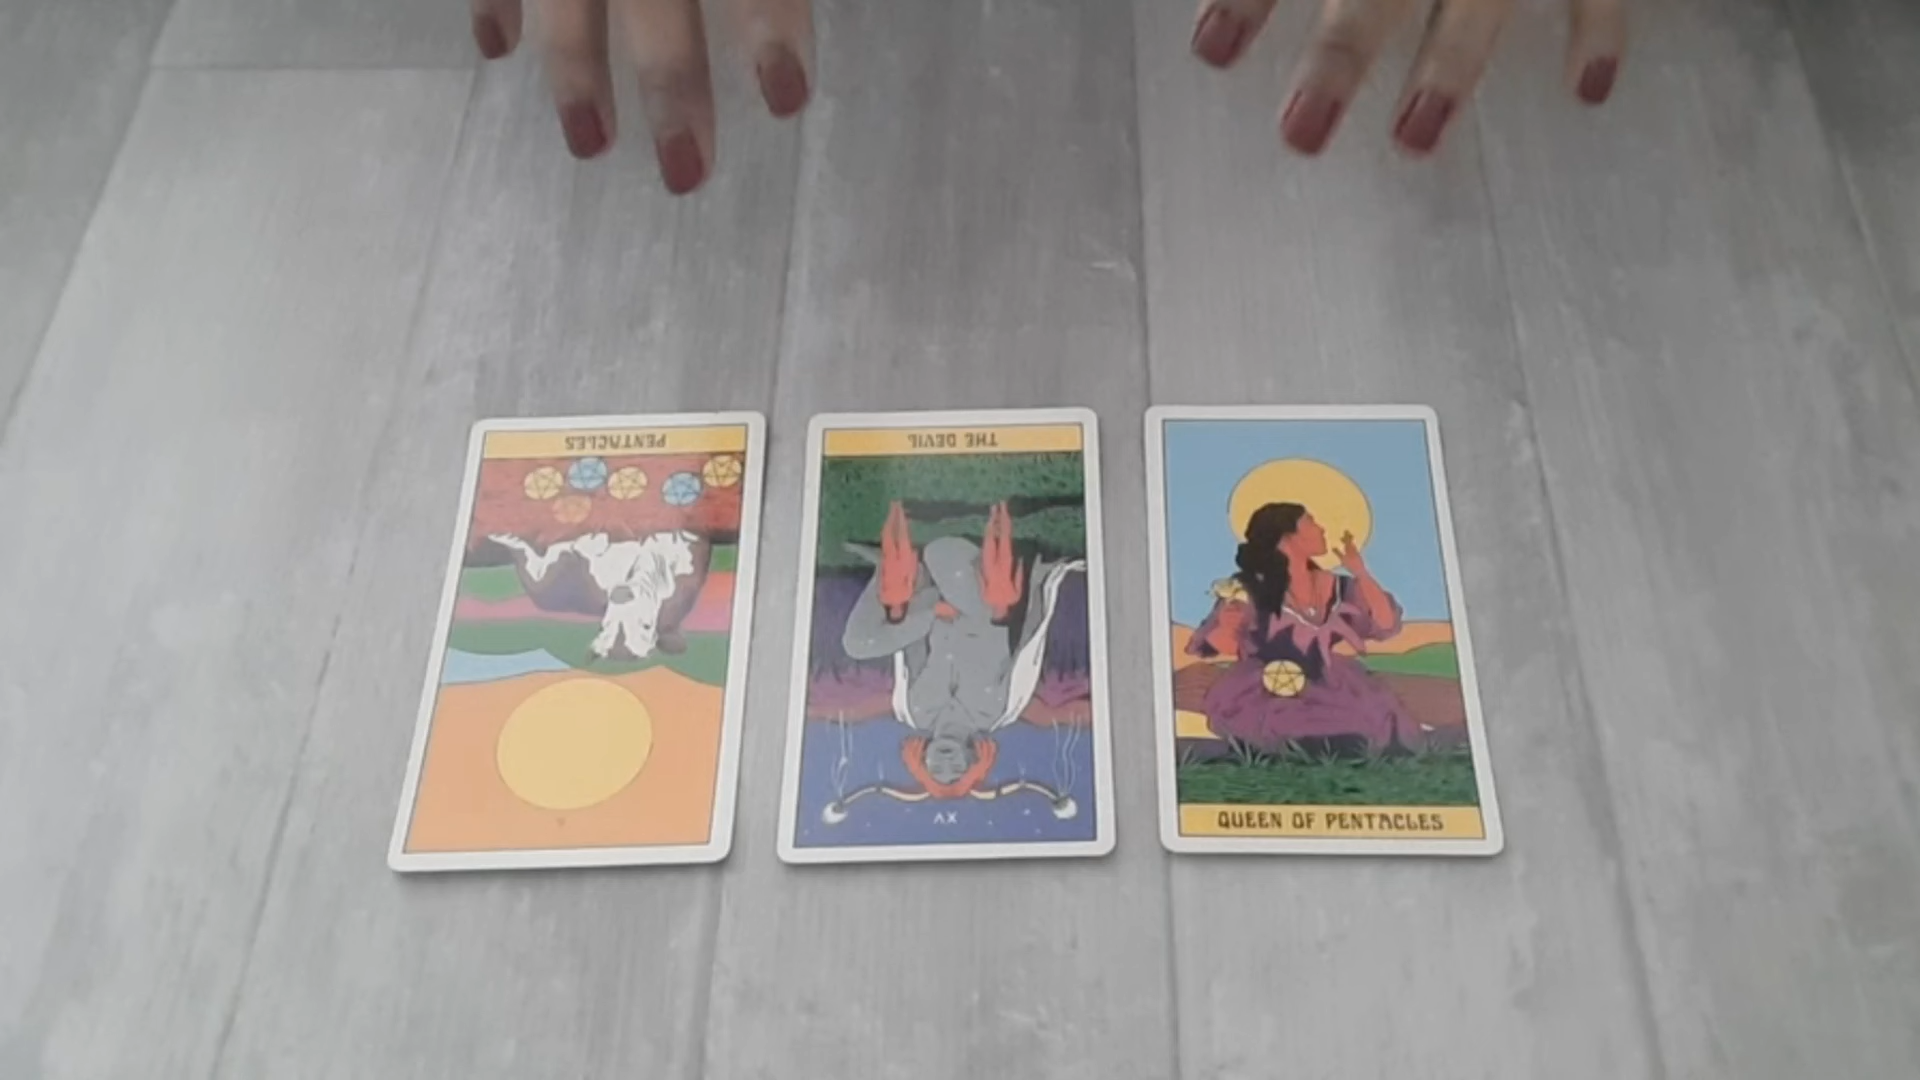 PENTACLES
THE DEVIL
XV
QUEEN OF PENTACLES